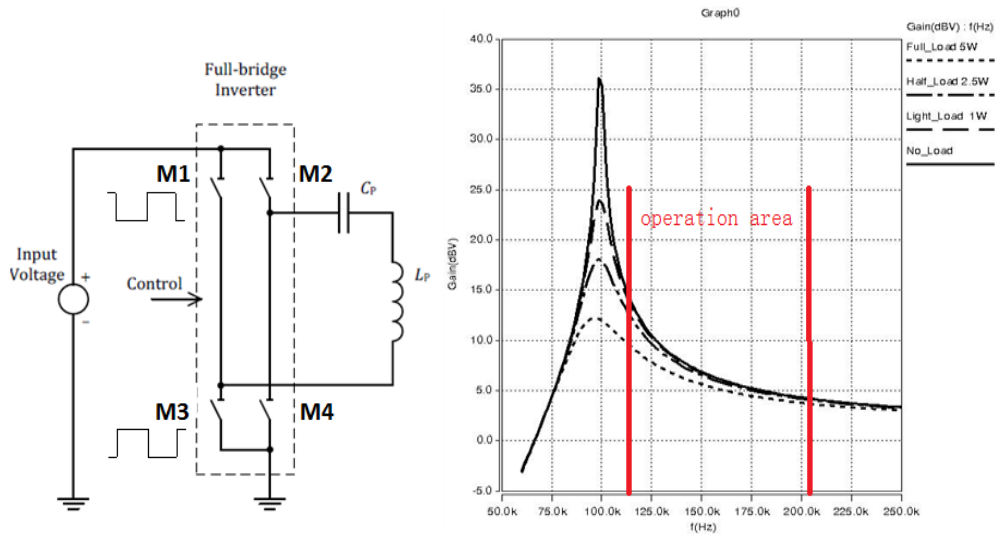 Full-bridge
Inverter
M1
M2
Cₚ
Input
Voltage
+
−
Control
Lₚ
M3
M4
Graph0
Gain(dBV) : f(Hz)
Full_Load 5W
Half_Load 2.5W
Light_Load 1W
No_Load
operation area
Gain(dBV)
40.0
35.0
30.0
25.0
20.0
15.0
10.0
5.0
0.0
-5.0
50.0k 75.0k 100.0k 125.0k 150.0k 175.0k 200.0k 225.0k 250.0k
f(Hz)